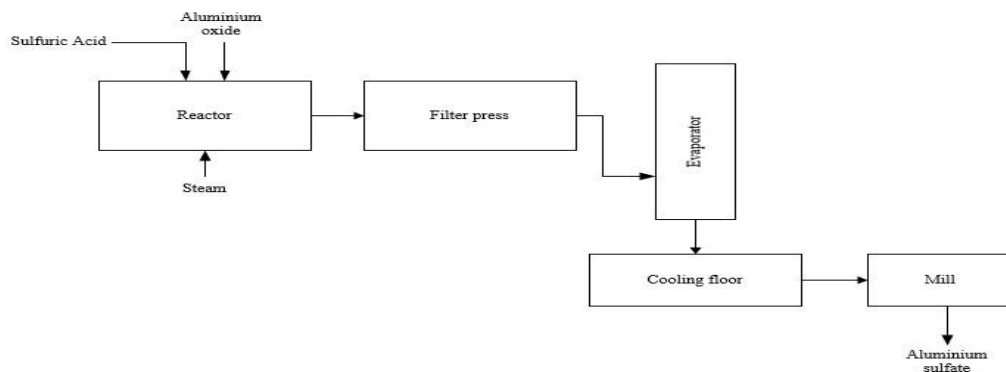 Aluminium
oxide
Sulfuric Acid
Reactor
Filter press
Evaporator
Steam
Cooling floor
Mill
Aluminium
sulfate